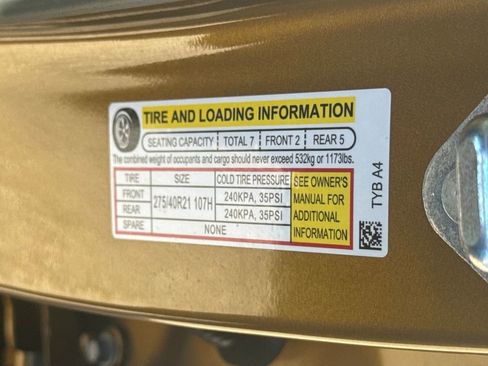 TIRE AND LOADING INFORMATION
SEATING CAPACITY TOTAL 7 FRONT 2 REAR 5
The combined weight of occupants and cargo should never exceed 532kg or 1173lbs.
TIRE SIZE COLD TIRE PRESSURE SEE OWNER'S
FRONT 275/40R21 107H 240KPA, 35PSI MANUAL FOR
REAR 240KPA, 35PSI ADDITIONAL
SPARE NONE INFORMATION
TYB A4